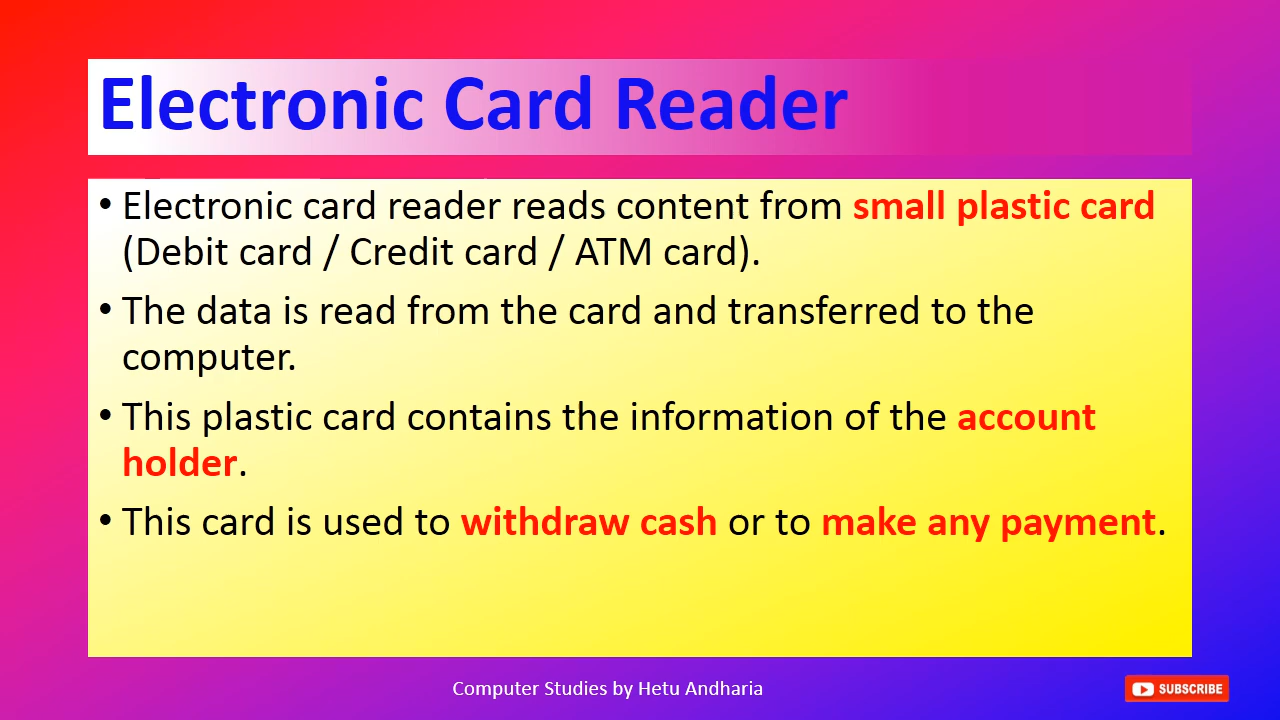 Electronic Card Reader
• Electronic card reader reads content from small plastic card
(Debit card / Credit card / ATM card).
• The data is read from the card and transferred to the
computer.
• This plastic card contains the information of the account
holder.
• This card is used to withdraw cash or to make any payment.
Computer Studies by Hetu Andharia
SUBSCRIBE